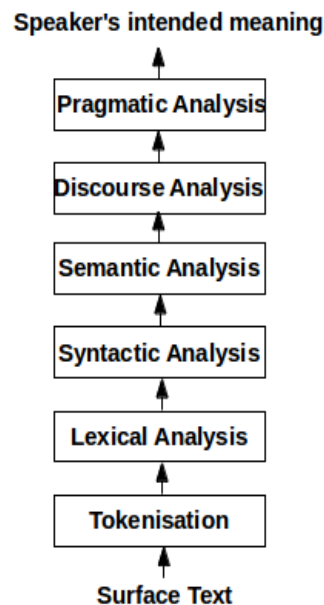 Speaker's intended meaning
Pragmatic Analysis
Discourse Analysis
Semantic Analysis
Syntactic Analysis
Lexical Analysis
Tokenisation
Surface Text